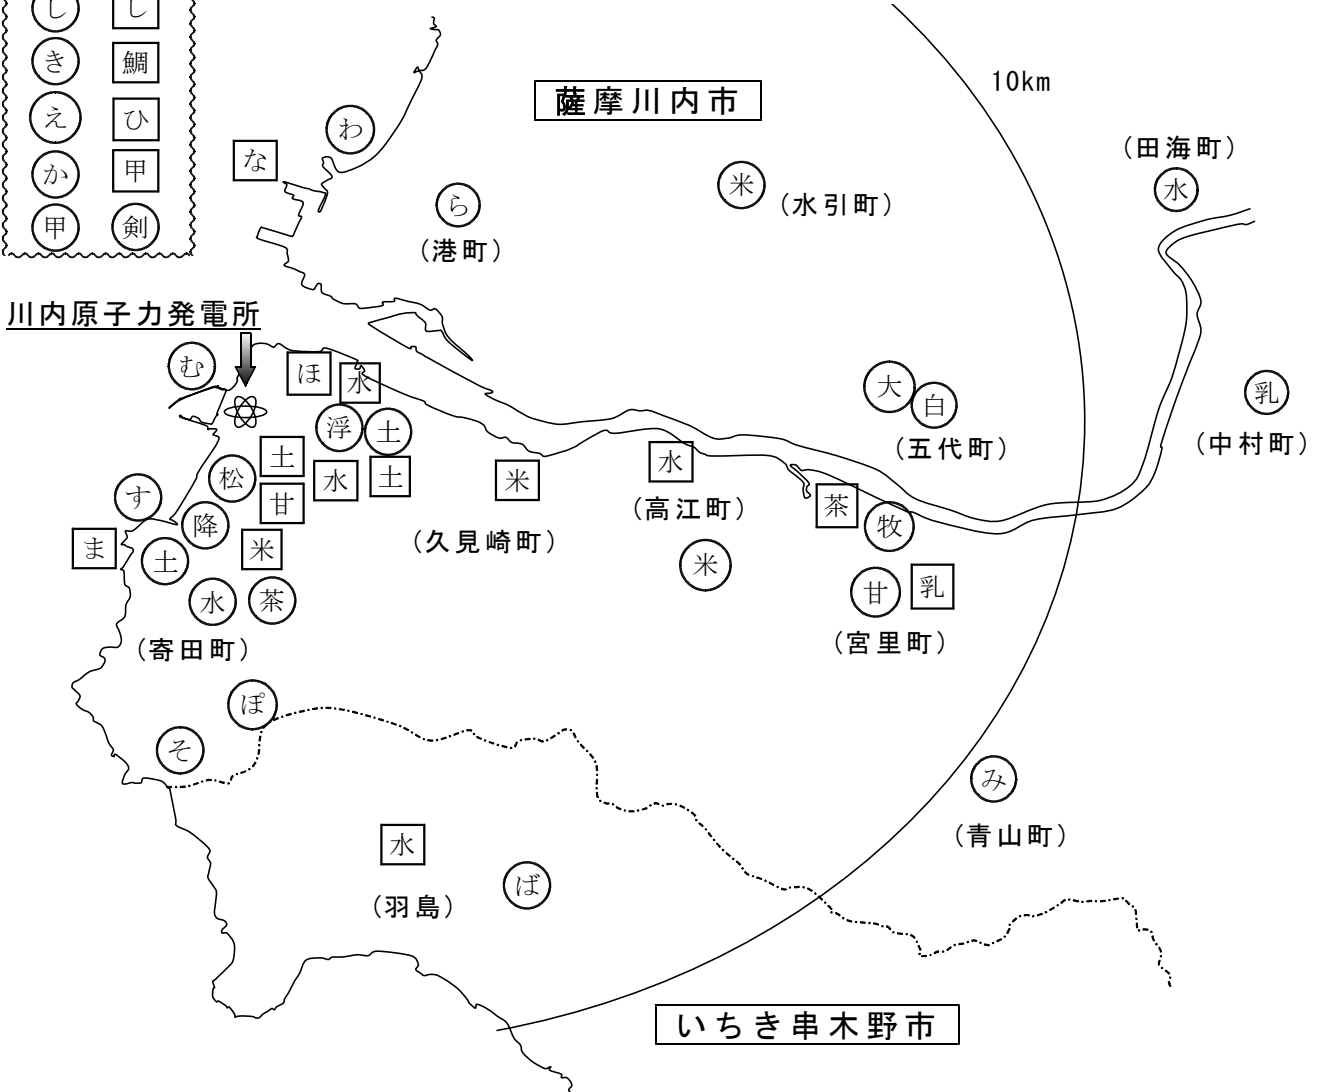 し し
き 鯛
え ひ
か 甲
甲 剣
薩摩川内市
10km
わ
な
(田海町)
水
米
(水引町)
ら
(港町)
川内原子力発電所
む
ほ
水
大
白
(五代町)
乳
(中村町)
浮
土
土
松
水
土
米
水
甘
す
降
(高江町)
茶
牧
ま
土
米
(久見崎町)
米
水
茶
甘
乳
(寄田町)
(宮里町)
ぽ
そ
み
(青山町)
水
ば
(羽島)
いちき串木野市